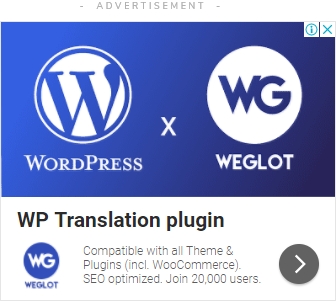 - ADVERTISEMENT -
W x WG
WORDPRESS WEGLOT
WP Translation plugin
WG
WEGLOT
Compatible with all Theme &
Plugins (incl. WooCommerce).
SEO optimized. Join 20,000 users.